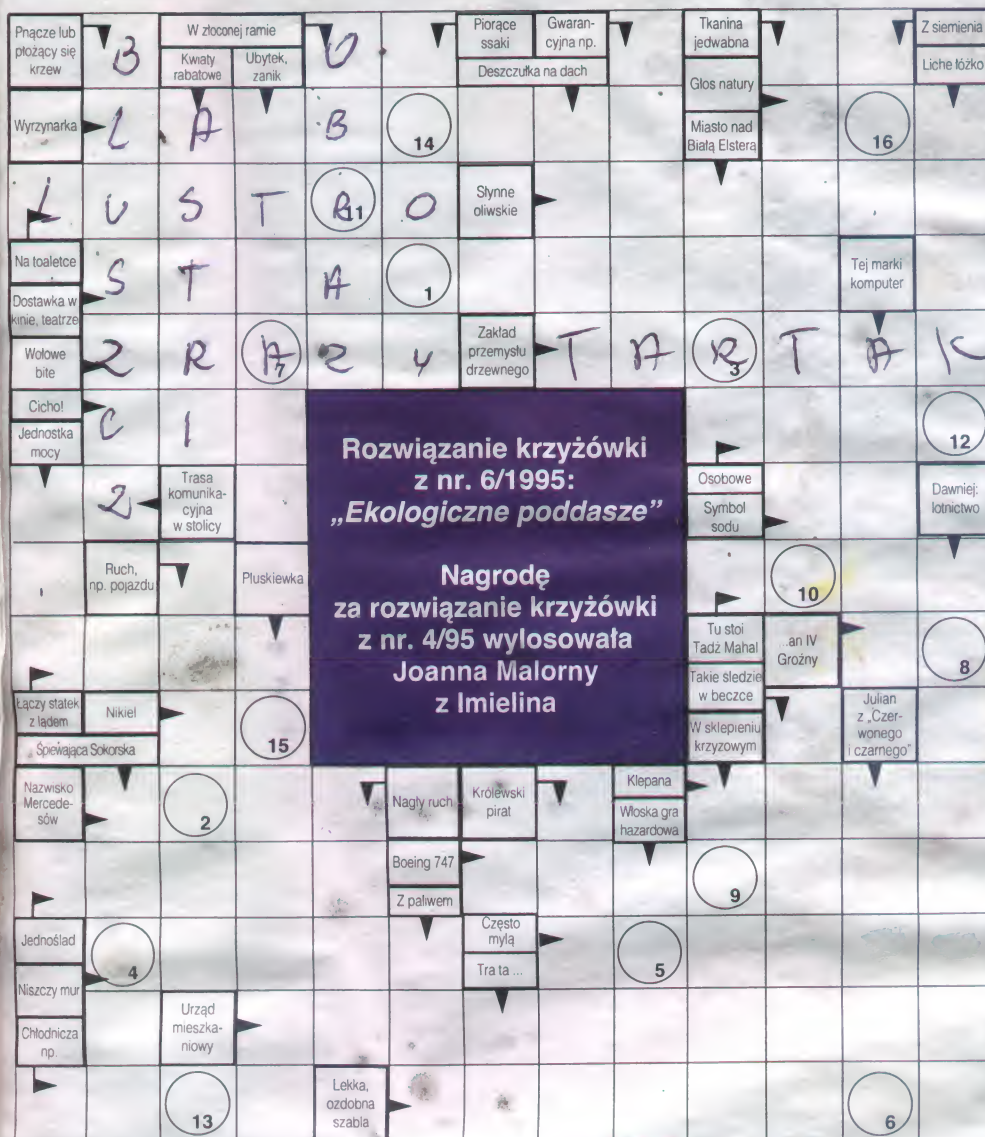 Pnącze lub
płożący się
krzew
B
W złoconej ramie
Kwiaty
rabatowe
Ubytek,
zanik
O
Piorące
ssaki
Gwaran-
cyjna np.
Deszczułka na dach
Tkanina
jedwabna
Głos natury
Miasto nad
Białą Elsterą
Z siemienia
Liche łóżko
Wyrzynarka
L A B
14
16
L U S T R O
11
Słynne
oliwskie
Na toaletce
Dostawka w
kinie, teatrze
S T A
1
Tej marki
komputer
Wołowe
bite
Z R A Z Y
7
Zakład
przemysłu
drzewnego
T A R T A K
3
Cicho!
Jednostka
mocy
C I
12
Z
Trasa
komunika-
cyjna
w stolicy
Rozwiązanie krzyżówki
z nr. 6/1995:
„Ekologiczne poddasze”
Nagrodę
za rozwiązanie krzyżówki
z nr. 4/95 wylosowała
Joanna Malorny
z Imielina
Osobowe
Symbol
sodu
Dawniej:
lotnictwo
Ruch,
np. pojazdu
Pluskiewka
10
Tu stoi
Tadź Mahal
Takie śledzie
w beczce
W sklepieniu
krzyżowym
...an IV
Groźny
8
Łączy statek
z lądem
Śpiewająca Sokorska
Nikiel
15
Julian
z „Czer-
wonego
i czarnego”
Nazwisko
Mercede-
sów
2
Nagły ruch
Królewski
pirat
Klepana
Włoska gra
hazardowa
Boeing 747
Z paliwem
9
Jednoślad
Niszczy mur
Chłodnicza
np.
4
Często
mylą
Tra ta ...
5
Urząd
mieszka-
niowy
13
Lekka,
ozdobna
szabla
6